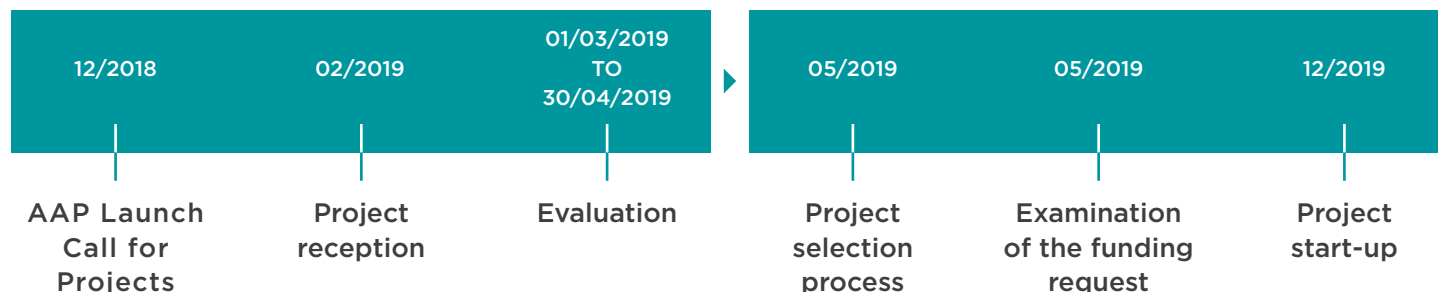 12/2018
02/2019
01/03/2019
TO
30/04/2019
05/2019
05/2019
12/2019
AAP Launch
Call for
Projects
Project
reception
Evaluation
Project
selection
process
Examination
of the funding
request
Project
start-up